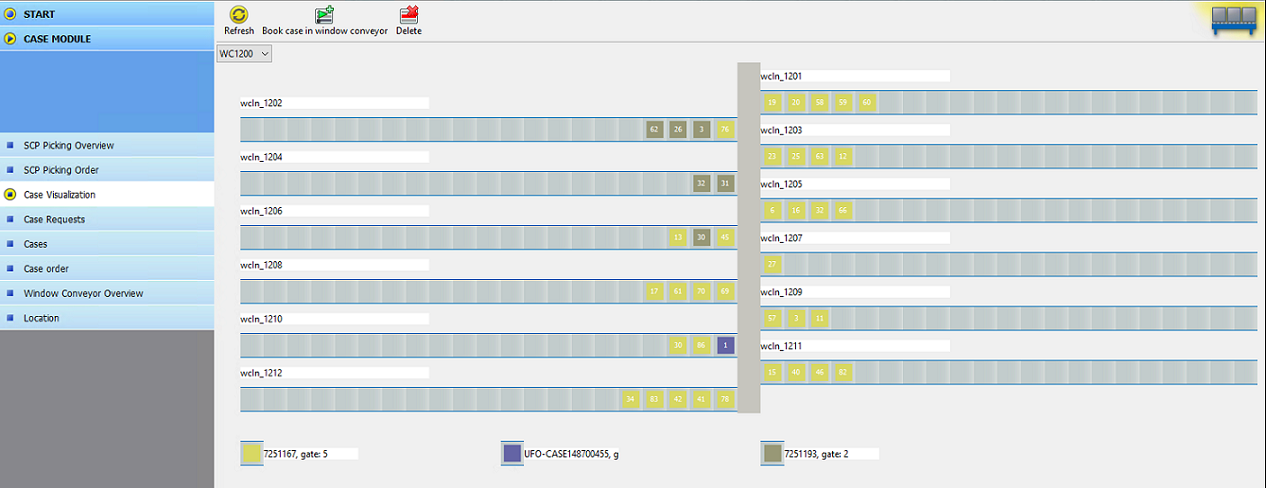 START
CASE MODULE
SCP Picking Overview
SCP Picking Order
Case Visualization
Case Requests
Cases
Case order
Window Conveyor Overview
Location
Refresh Book case in window conveyor Delete
WC1200
wcln_1202
62 26 3 76
wcln_1204
32 31
wcln_1206
13 30 45
wcln_1208
17 61 70 69
wcln_1210
30 86 1
wcln_1212
34 83 42 41 78
wcln_1201
19 20 58 59 60
wcln_1203
23 25 63 12
wcln_1205
6 16 32 66
wcln_1207
27
wcln_1209
57 3 11
wcln_1211
15 40 46 82
7251167, gate: 5
UFO-CASE148700455, g
7251193, gate: 2